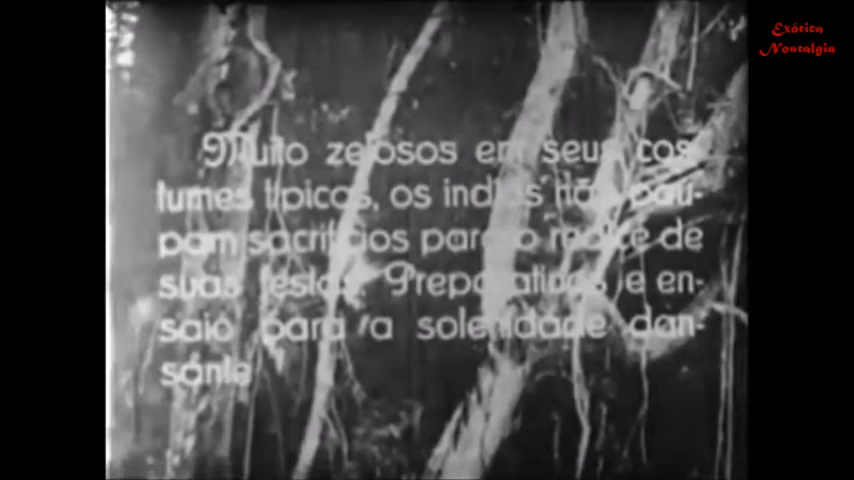 Exótica
Nostalgia
Muito zelosos em seus cos-
tumes tipicos, os indios não pou-
pam sacrificios para o realce de
suas festas. Preparativos e en-
saio para a solenidade dan-
sante